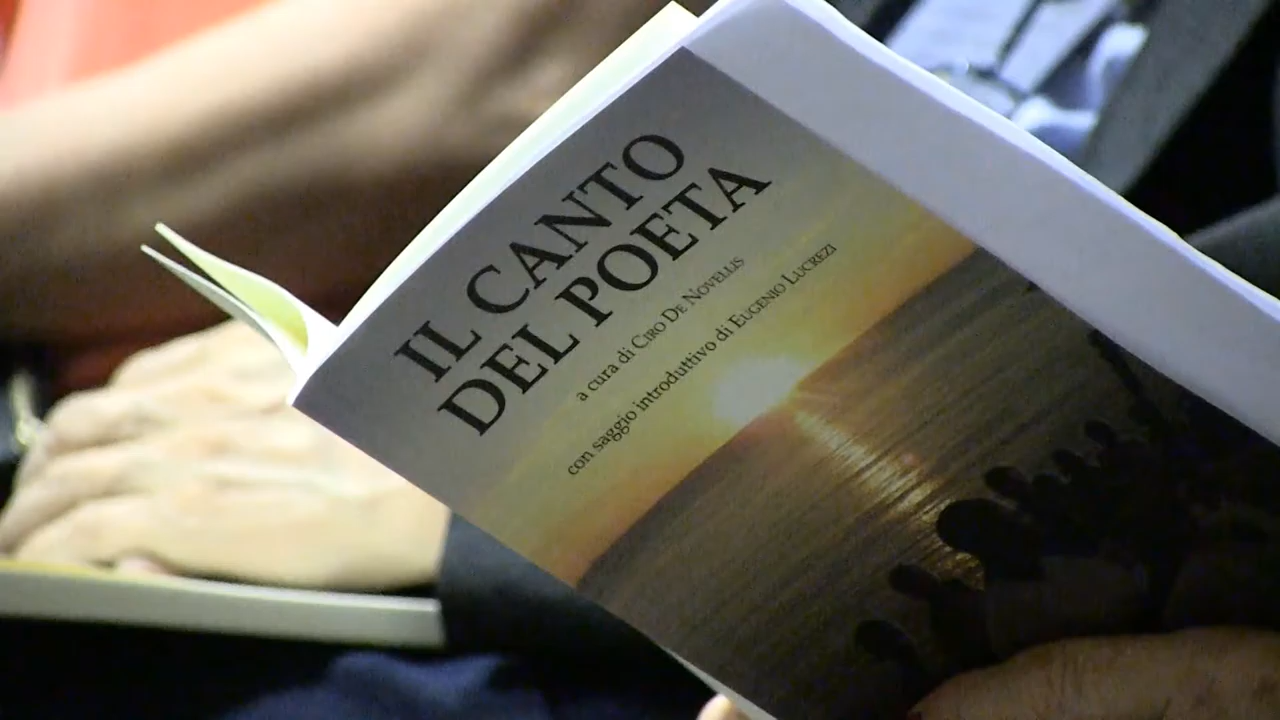 IL CANTO
DEL POETA
a cura di Ciro De Novellis
con saggio introduttivo di Eugenio Lucrezi